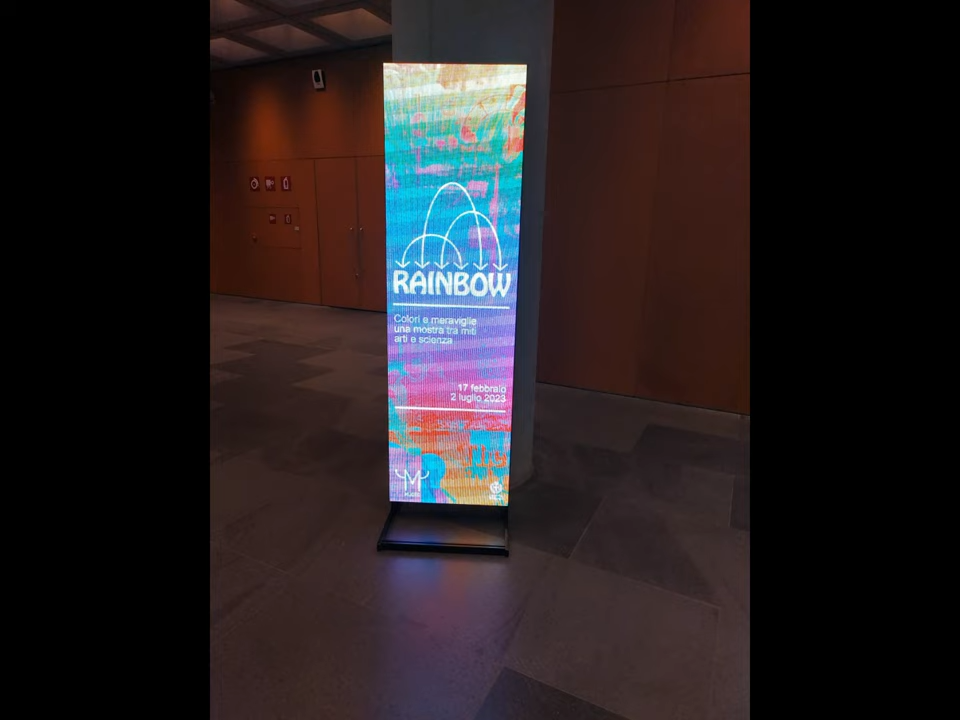 RAINBOW
Colori e meraviglie
una mostra tra miti
arti e scienza
17 febbraio
2 luglio 2023